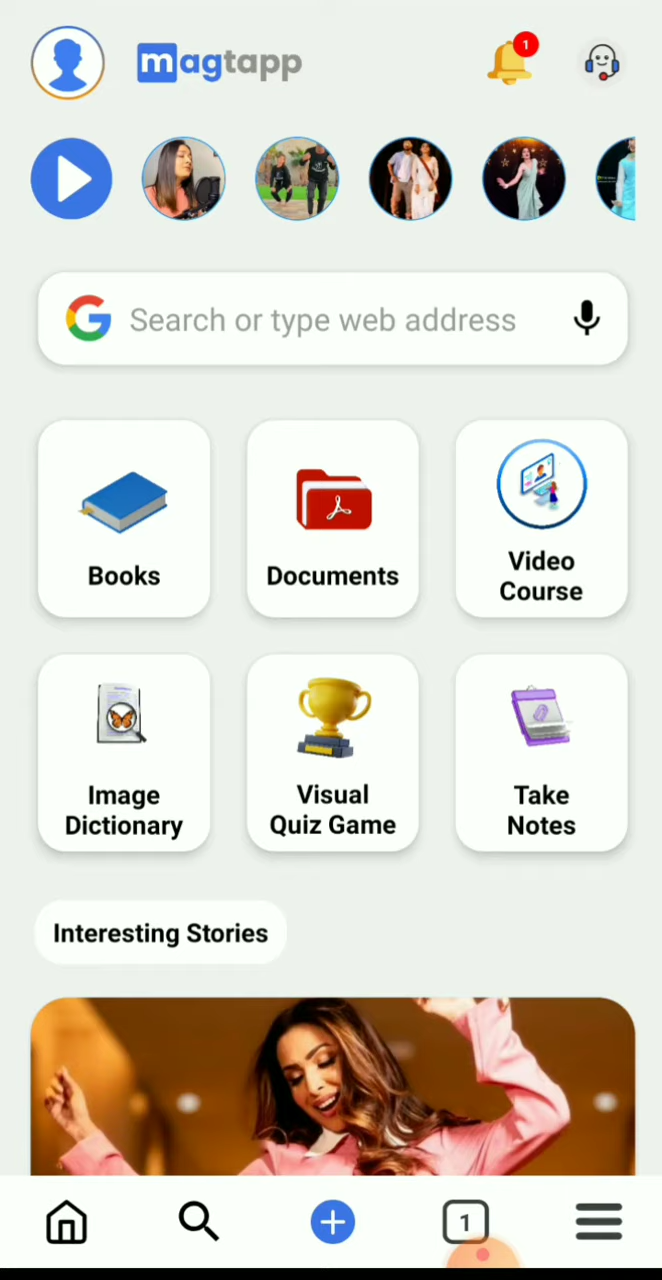 magtapp
1
Search or type web address
Books
Documents
Video
Course
Image
Dictionary
Visual
Quiz Game
Take
Notes
Interesting Stories
1